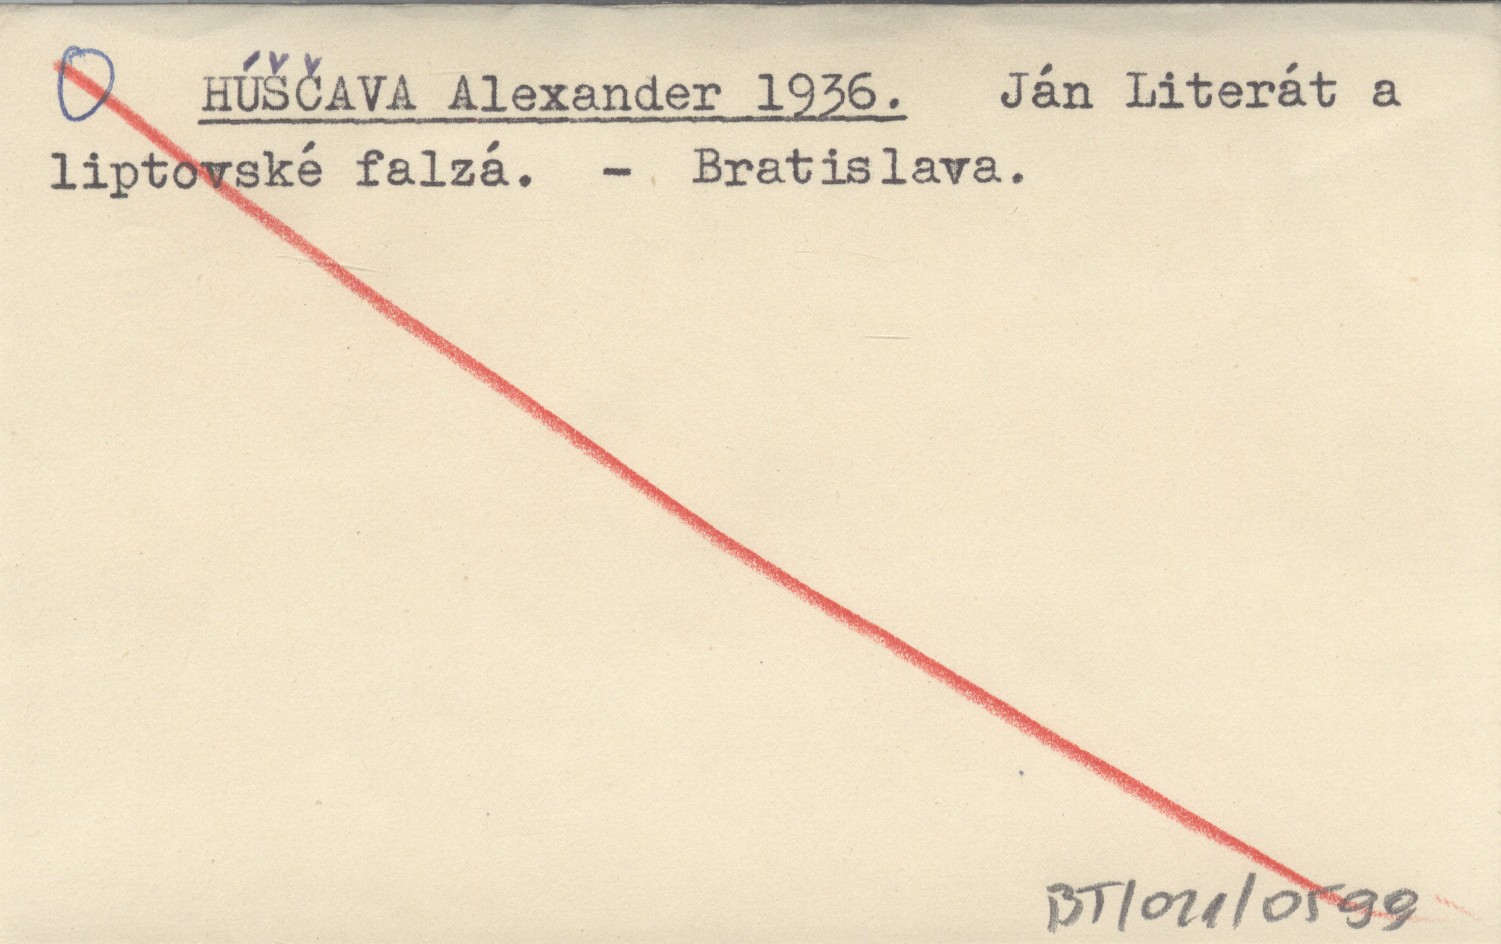 HÚŠČAVA Alexander 1936. Ján Literát a
liptovské falzá. - Bratislava.
BT/021/0599